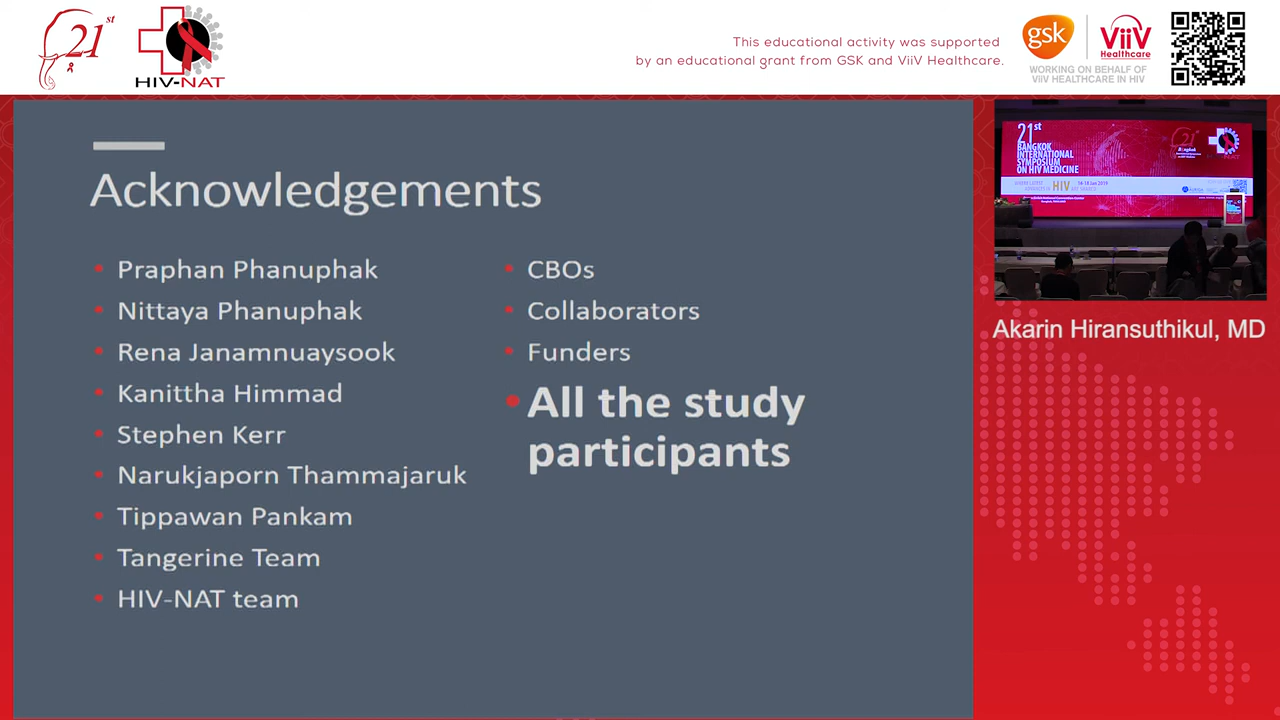 21st
HIV-NAT
This educational activity was supported
by an educational grant from GSK and ViiV Healthcare.
gsk
ViiV
Healthcare
WORKING ON BEHALF OF
VIIV HEALTHCARE IN HIV
Acknowledgements
Praphan Phanuphak
Nittaya Phanuphak
Rena Janamnuaysook
Kanittha Himmad
Stephen Kerr
Narukjaporn Thammajaruk
Tippawan Pankam
Tangerine Team
HIV-NAT team
CBOs
Collaborators
Funders
All the study
participants
21st
BANGKOK
INTERNATIONAL
SYMPOSIUM
ON HIV MEDICINE
HIV
Akarin Hiransuthikul, MD